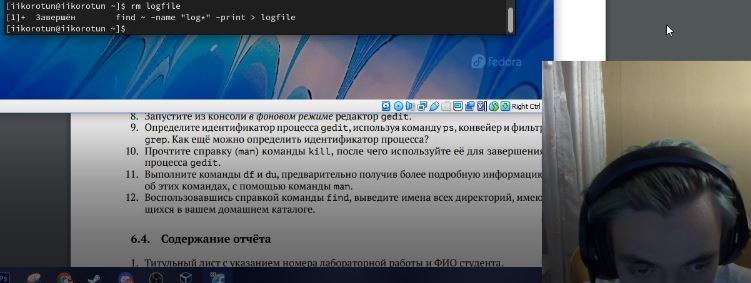 [iikorotun@iikorotun ~]$ rm logfile
[1]+  Завершён        find ~ -name "log*" -print > logfile
[iikorotun@iikorotun ~]$
fedora
Right Ctrl
8. Запустите из консоли в фоновом режиме редактор gedit.
9. Определите идентификатор процесса gedit, используя команду ps, конвейер и фильтр
grep. Как ещё можно определить идентификатор процесса?
10. Прочтите справку (man) команды kill, после чего используйте её для завершения
процесса gedit.
11. Выполните команды df и du, предварительно получив более подробную информацию
об этих командах, с помощью команды man.
12. Воспользовавшись справкой команды find, выведите имена всех директорий, имею
щихся в вашем домашнем каталоге.
6.4. Содержание отчёта
1. Титульный лист с указанием номера лабораторной работы и ФИО студента.